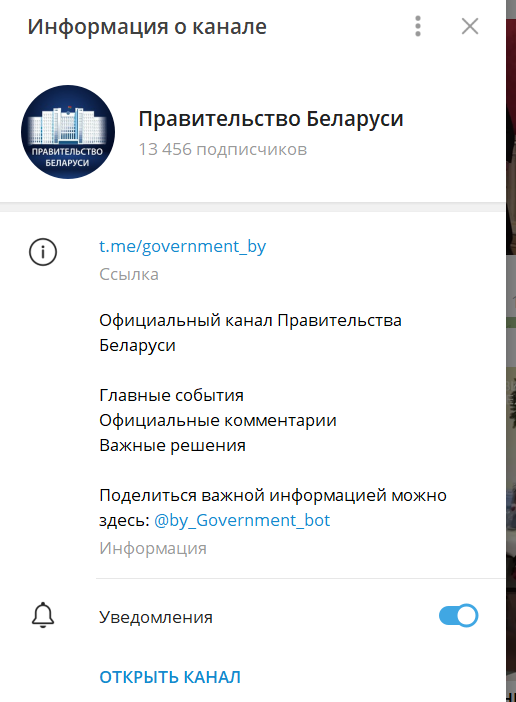 Информация о канале
Правительство Беларуси
13 456 подписчиков
ПРАВИТЕЛЬСТВО
БЕЛАРУСИ
t.me/government_by
Ссылка
Официальный канал Правительства
Беларуси
Главные события
Официальные комментарии
Важные решения
Поделиться важной информацией можно
здесь: @by_Government_bot
Информация
Уведомления
ОТКРЫТЬ КАНАЛ